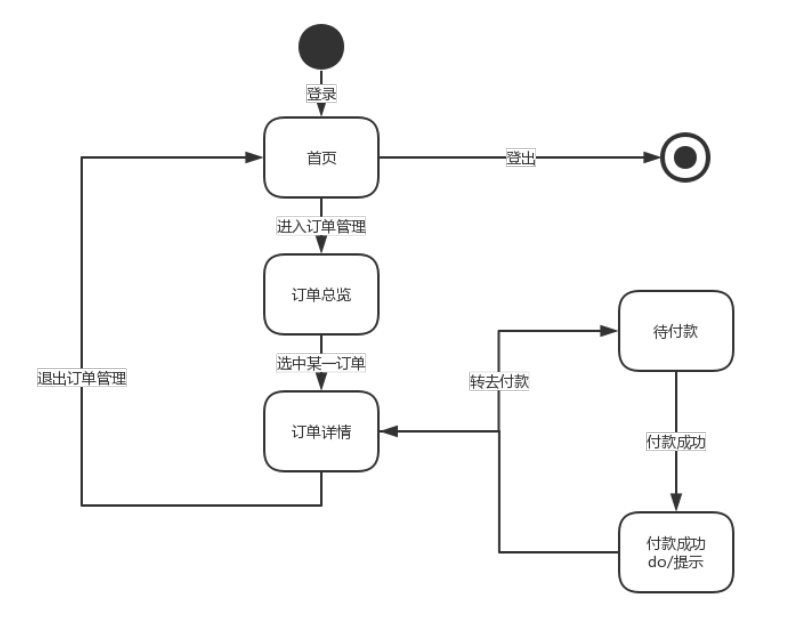 登录
首页
登出
进入订单管理
订单总览
待付款
选中某一订单
退出订单管理
转去付款
订单详情
付款成功
付款成功
do/提示